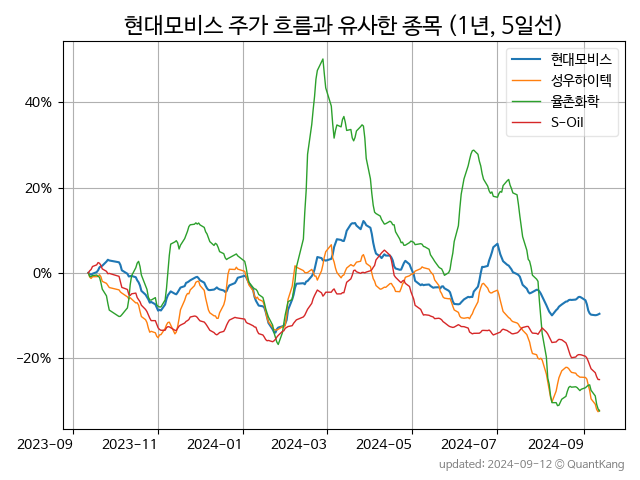 현대모비스 주가 흐름과 유사한 종목 (1년, 5일선)
현대모비스
성우하이텍
율촌화학
S-Oil
40%
20%
0%
−20%
2023-09 2023-11 2024-01 2024-03 2024-05 2024-07 2024-09
updated: 2024-09-12 © QuantKang